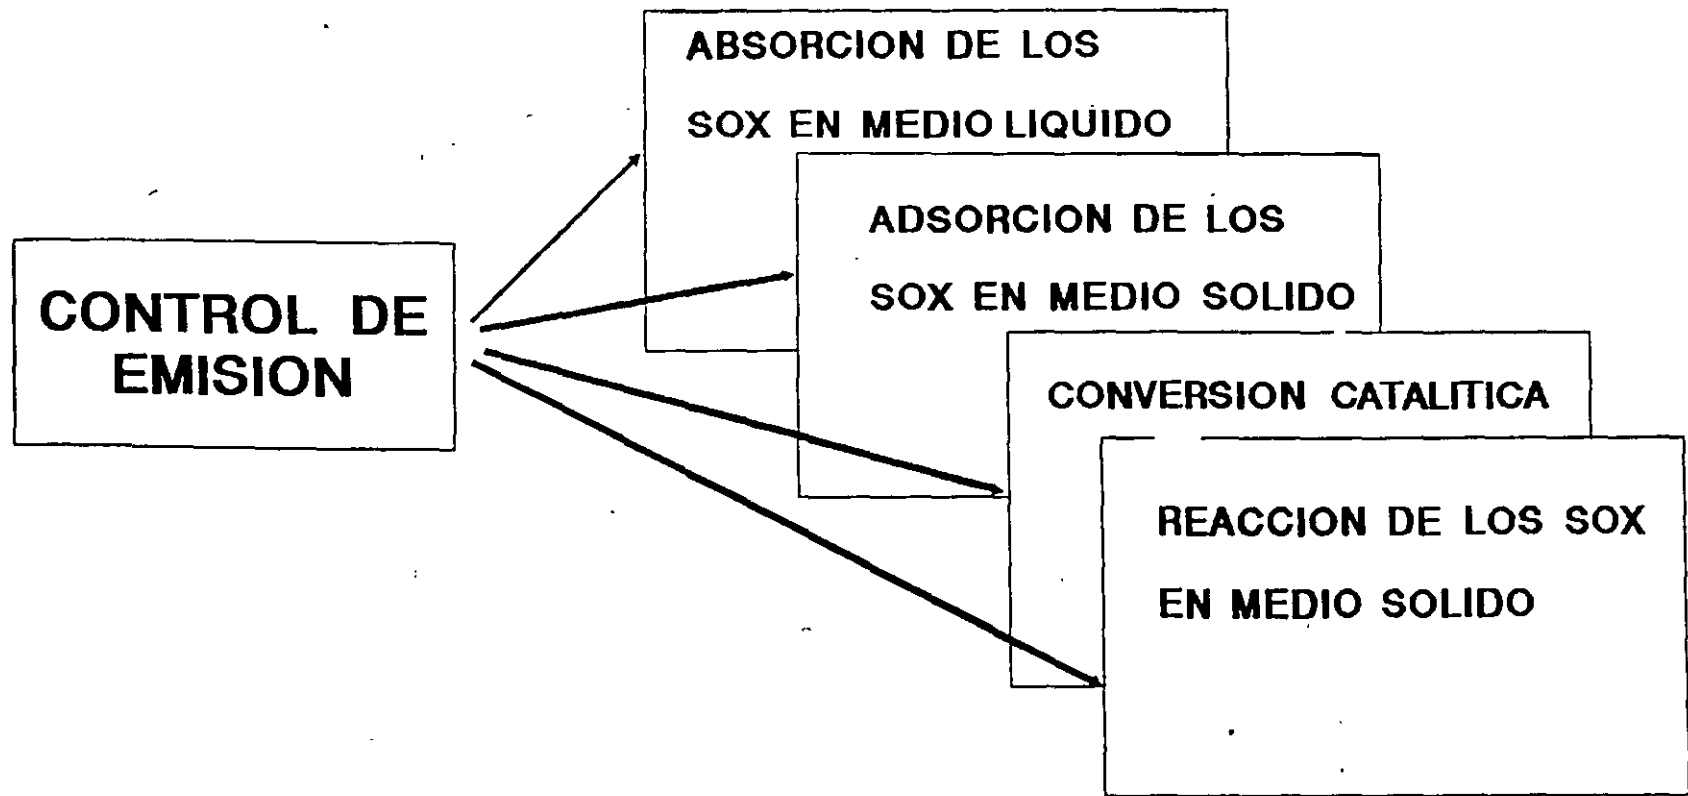 CONTROL DE
EMISION
ABSORCION DE LOS
SOX EN MEDIO LIQUIDO
ADSORCION DE LOS
SOX EN MEDIO SOLIDO
CONVERSION CATALITICA
REACCION DE LOS SOX
EN MEDIO SOLIDO